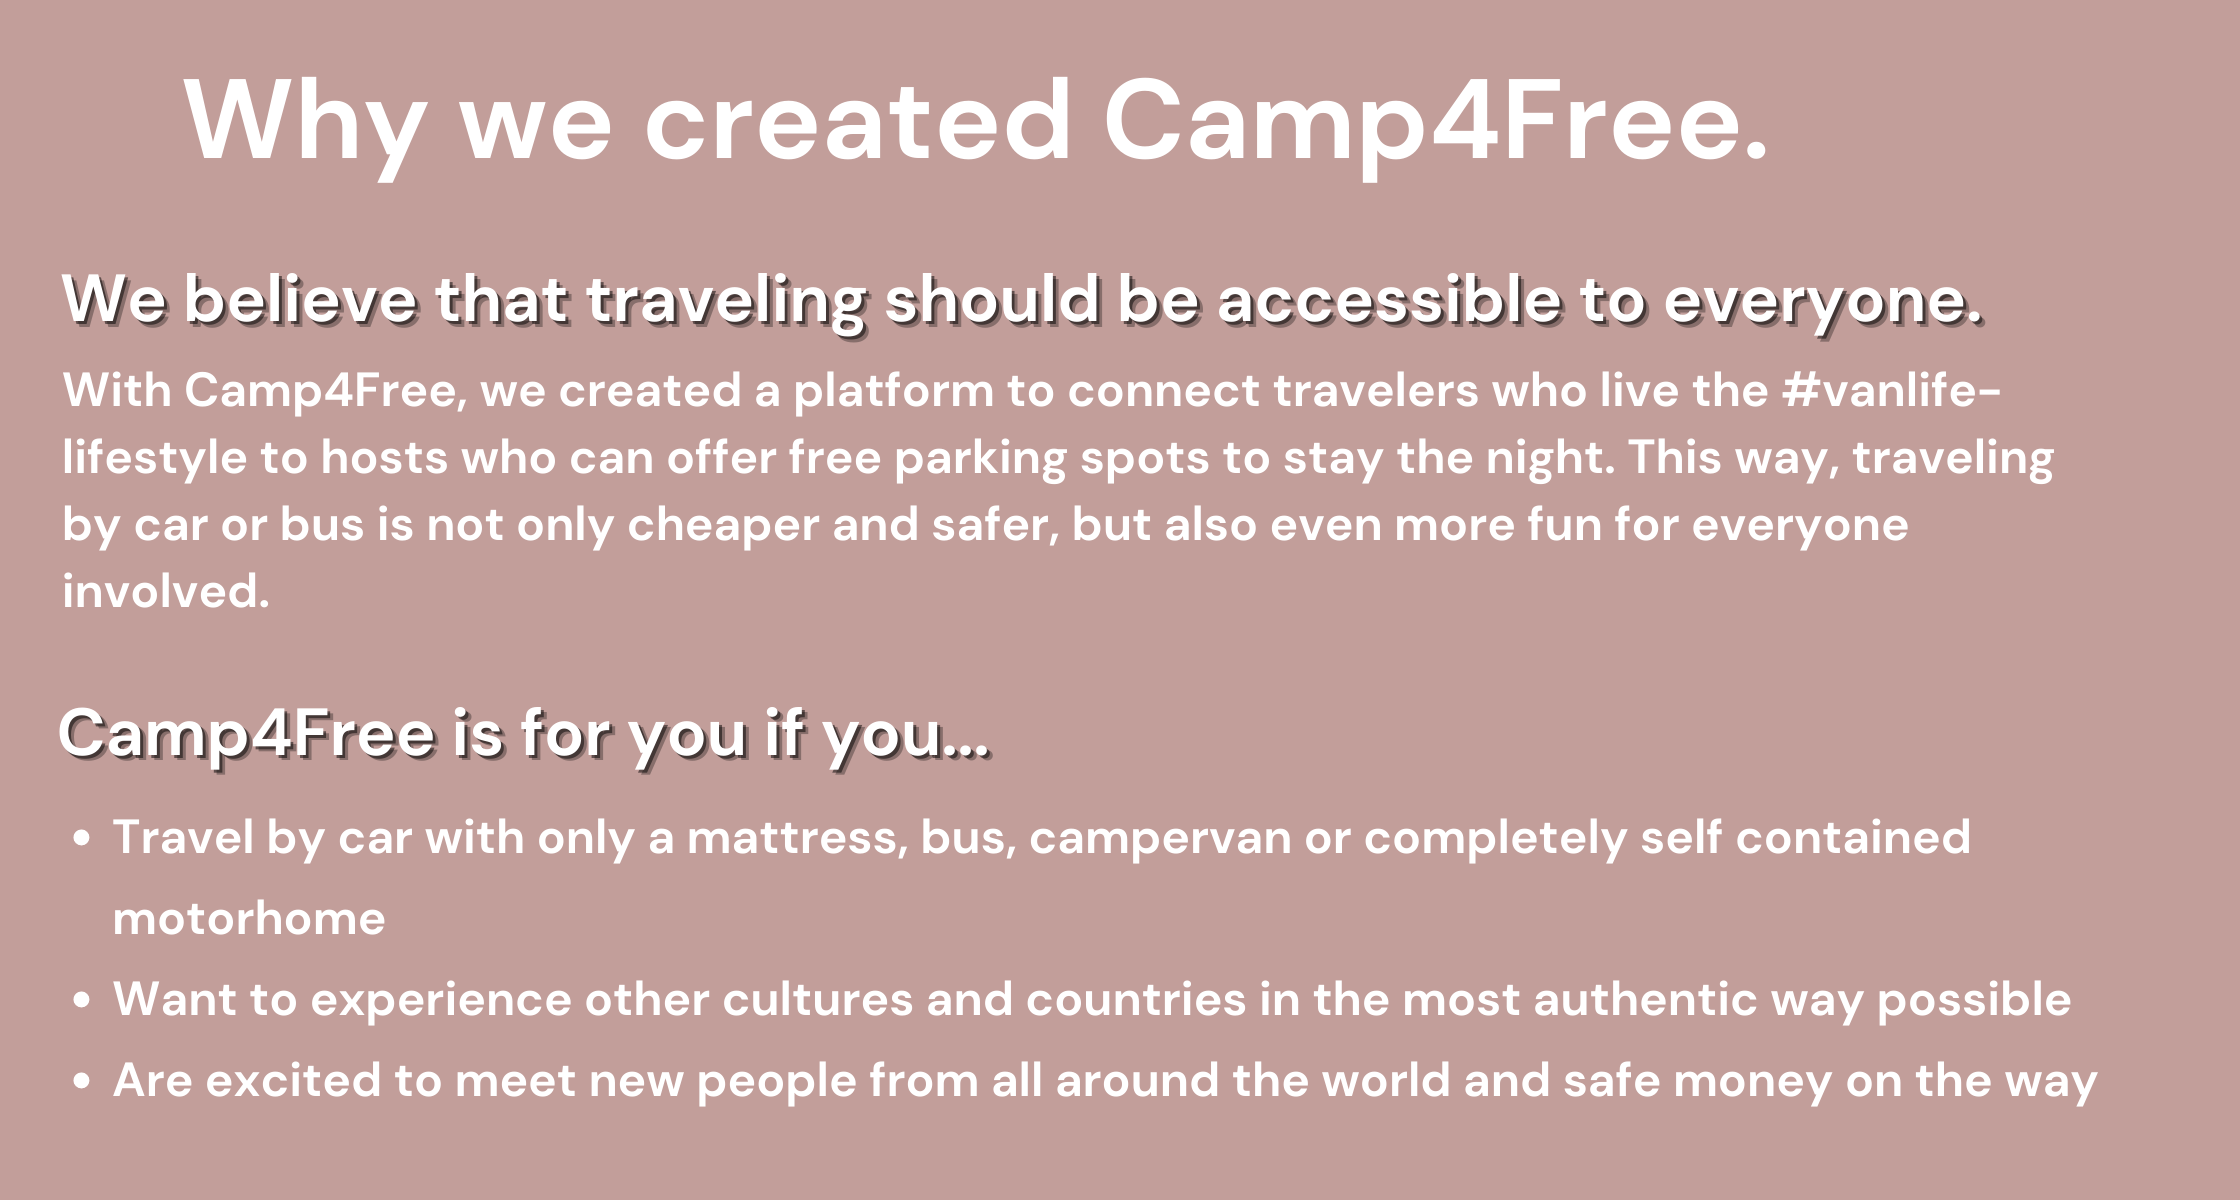 Why we created Camp4Free.
We believe that traveling should be accessible to everyone.
With Camp4Free, we created a platform to connect travelers who live the #vanlife-
lifestyle to hosts who can offer free parking spots to stay the night. This way, traveling
by car or bus is not only cheaper and safer, but also even more fun for everyone
involved.
Camp4Free is for you if you...
• Travel by car with only a mattress, bus, campervan or completely self contained
motorhome
• Want to experience other cultures and countries in the most authentic way possible
• Are excited to meet new people from all around the world and safe money on the way